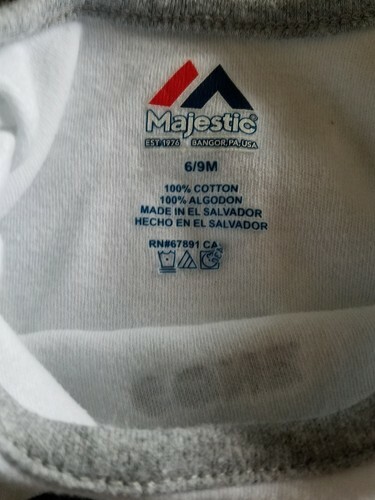 Majestic®
EST. 1976 BANGOR, PA, USA
6/9M
100% COTTON
100% ALGODON
MADE IN EL SALVADOR
HECHO EN EL SALVADOR
RN#67891 CA